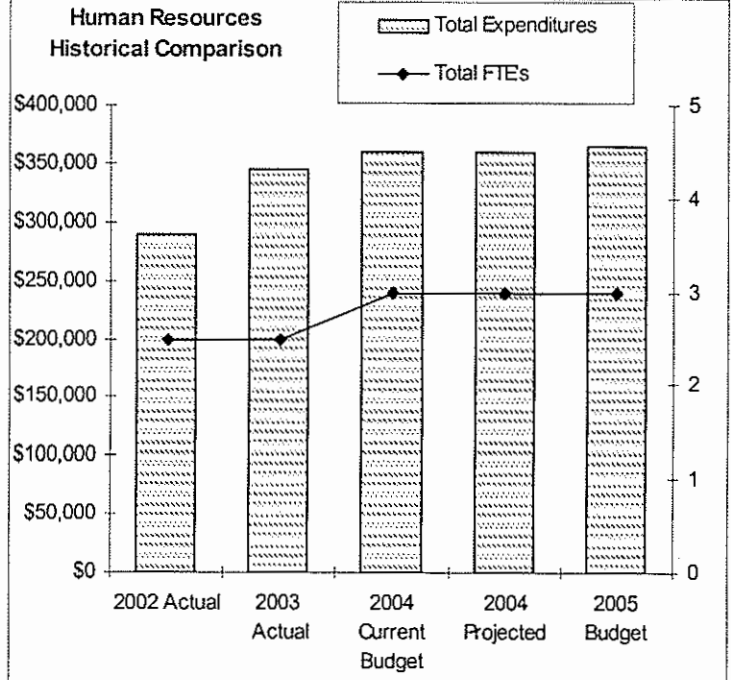 Human Resources
Historical Comparison
Total Expenditures
Total FTEs
$400,000
$350,000
$300,000
$250,000
$200,000
$150,000
$100,000
$50,000
$0
5
4
3
2
1
0
2002 Actual
2003
Actual
2004
Current
Budget
2004
Projected
2005
Budget